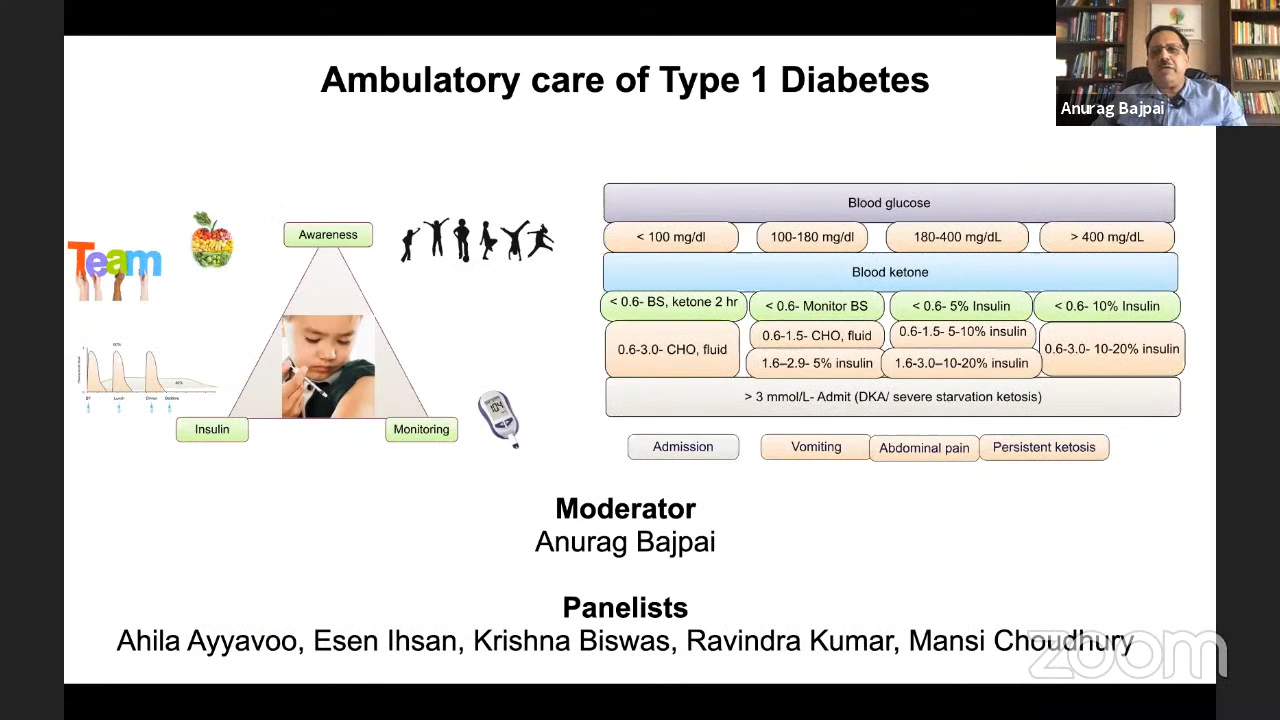 Ambulatory care of Type 1 Diabetes
Anurag Bajpai
Team
Awareness
Insulin
Monitoring
104
Blood glucose
< 100 mg/dl
100-180 mg/dl
180-400 mg/dL
> 400 mg/dL
Blood ketone
< 0.6- BS, ketone 2 hr
< 0.6- Monitor BS
< 0.6- 5% Insulin
< 0.6- 10% Insulin
0.6-3.0- CHO, fluid
0.6-1.5- CHO, fluid
0.6-1.5- 5-10% insulin
0.6-3.0- 10-20% insulin
1.6–2.9- 5% insulin
1.6-3.0–10-20% insulin
> 3 mmol/L- Admit (DKA/ severe starvation ketosis)
Admission
Vomiting
Abdominal pain
Persistent ketosis
Moderator
Anurag Bajpai
Panelists
Ahila Ayyavoo, Esen Ihsan, Krishna Biswas, Ravindra Kumar, Mansi Choudhury
zoom